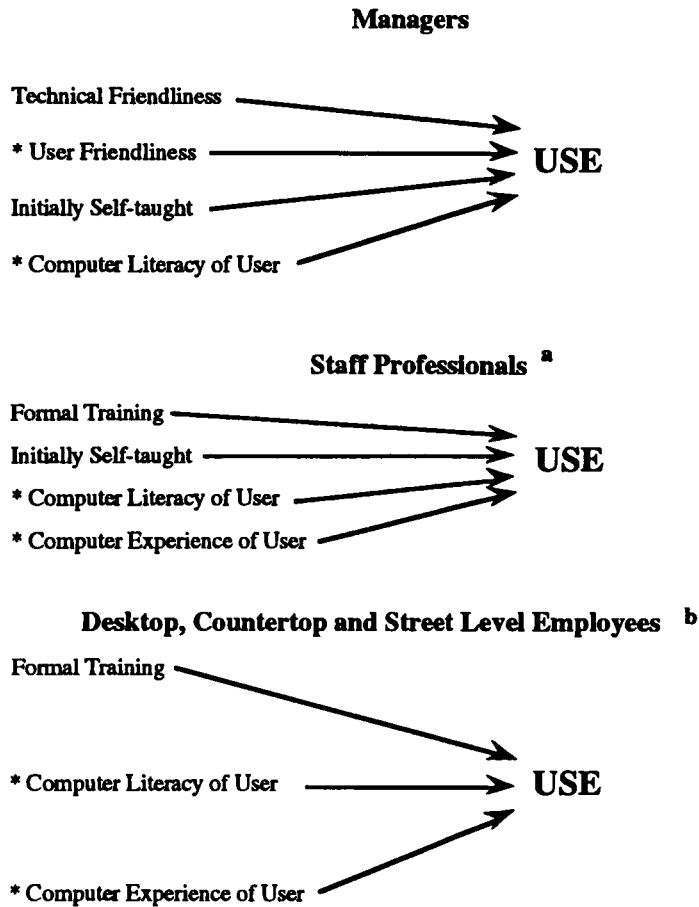 Managers
Technical Friendliness
* User Friendliness
USE
Initially Self-taught
* Computer Literacy of User
Staff Professionals a
Formal Training
Initially Self-taught
USE
* Computer Literacy of User
* Computer Experience of User
Desktop, Countertop and Street Level Employees b
Formal Training
* Computer Literacy of User
USE
* Computer Experience of User